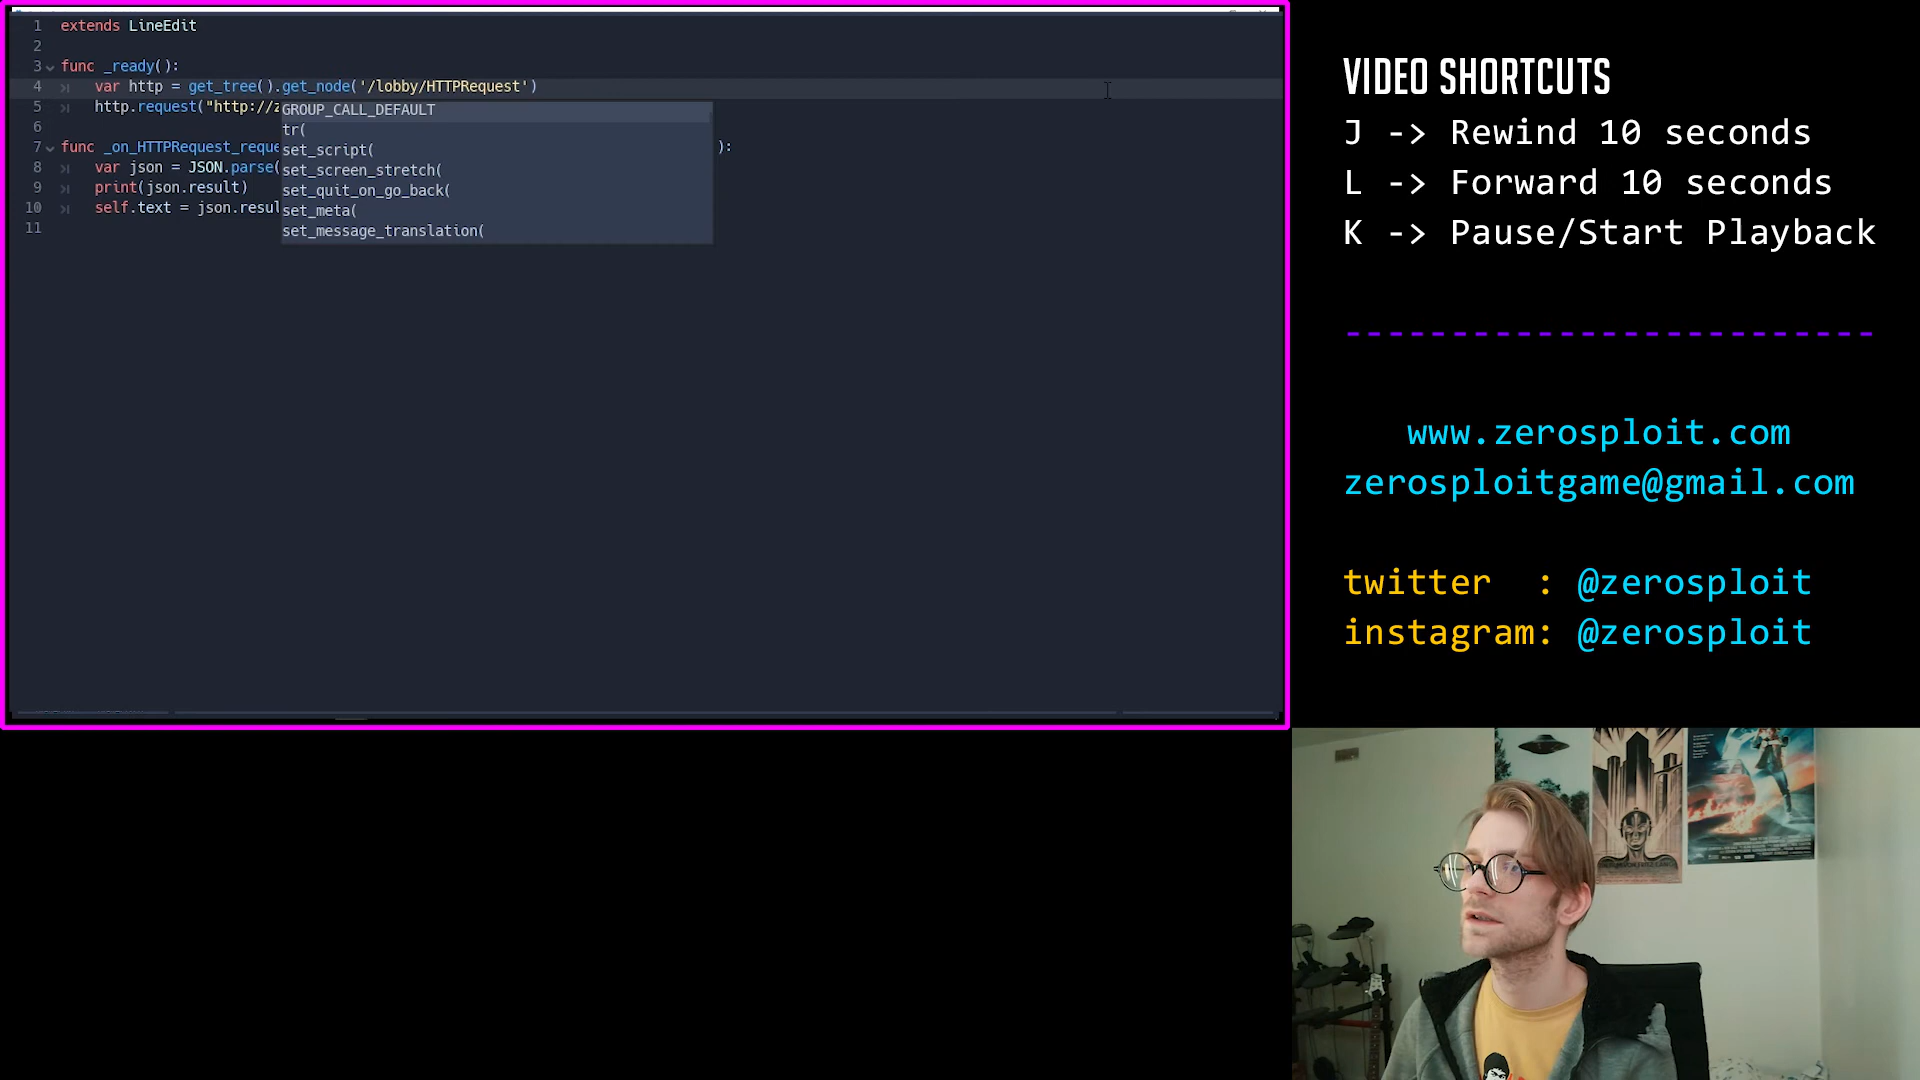 1 extends LineEdit
2
3 func _ready():
4 var http = get_tree().get_node('/lobby/HTTPRequest')
5 http.request("http://z
GROUP_CALL_DEFAULT
tr(
set_script(
set_screen_stretch(
set_quit_on_go_back(
set_meta(
set_message_translation(
6
7 func _on_HTTPRequest_reque ):
8 var json = JSON.parse(
9 print(json.result)
10 self.text = json.resul
11
VIDEO SHORTCUTS
J -> Rewind 10 seconds
L -> Forward 10 seconds
K -> Pause/Start Playback
-------------------------
www.zerosploit.com
zerosploitgame@gmail.com
twitter : @zerosploit
instagram: @zerosploit